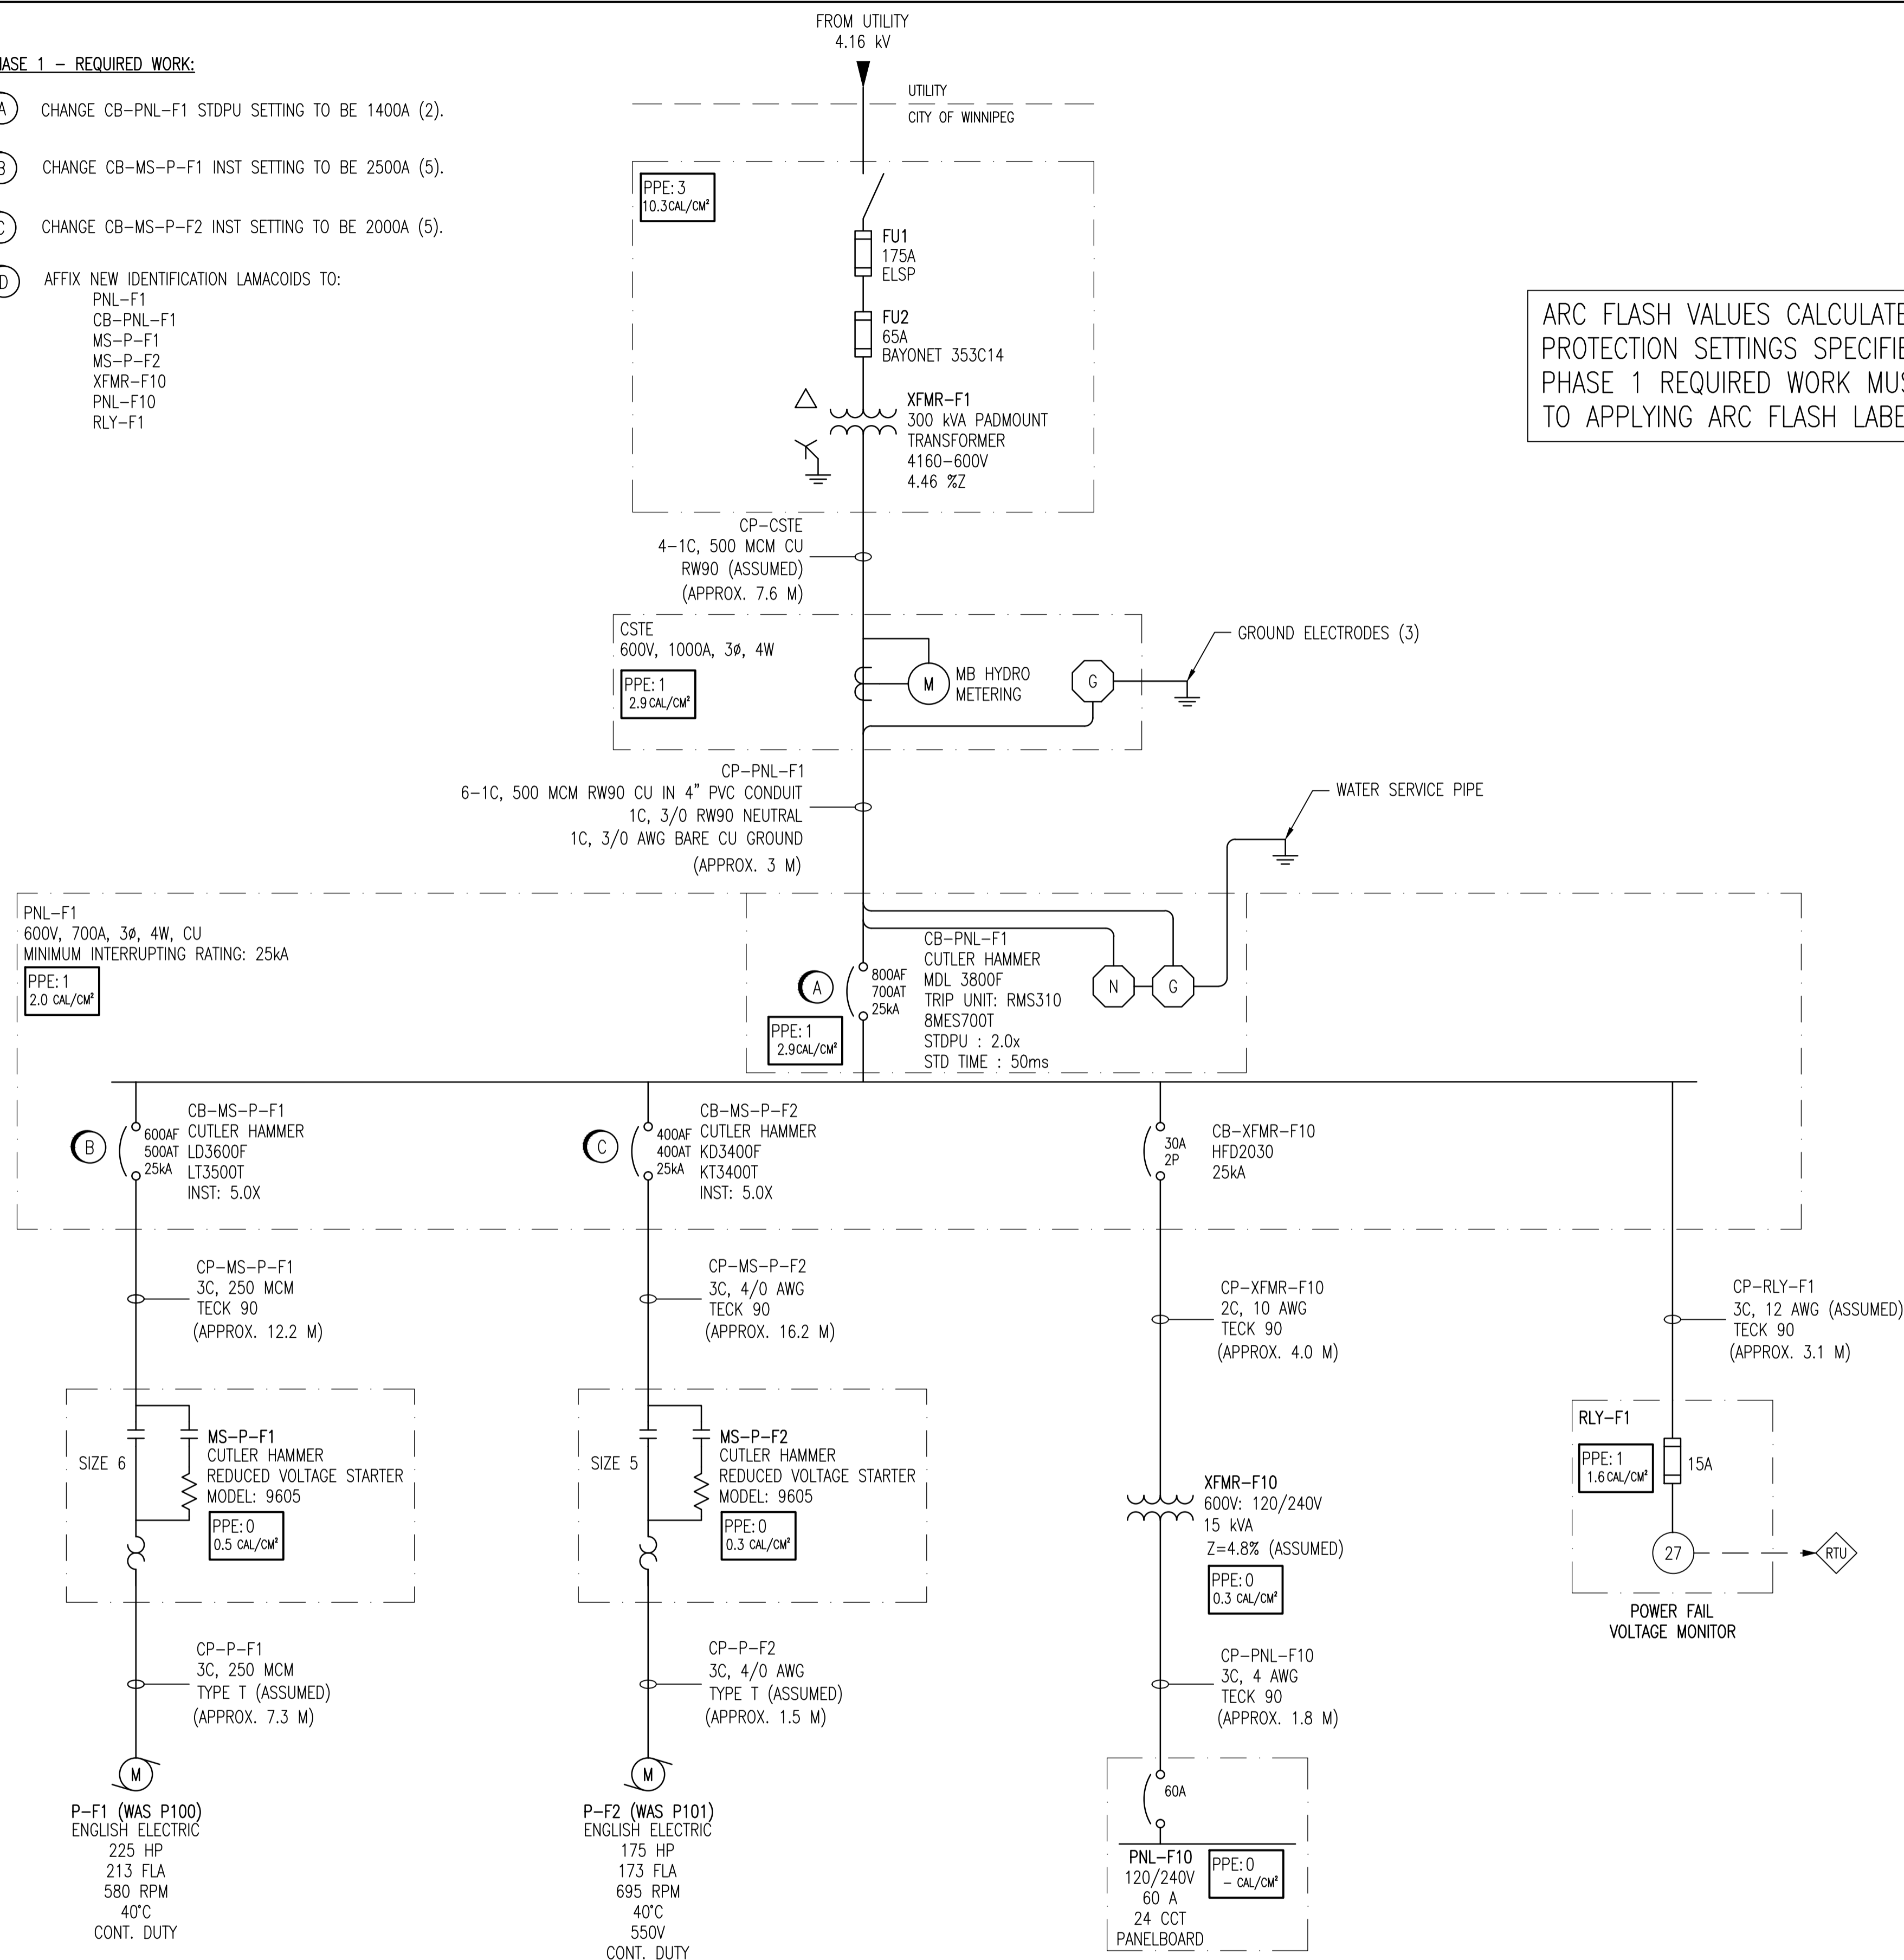 FROM UTILITY
4.16 kV
UTILITY
CITY OF WINNIPEG
PHASE 1 – REQUIRED WORK:
A CHANGE CB–PNL–F1 STDPU SETTING TO BE 1400A (2).
B CHANGE CB–MS–P–F1 INST SETTING TO BE 2500A (5).
C CHANGE CB–MS–P–F2 INST SETTING TO BE 2000A (5).
D AFFIX NEW IDENTIFICATION LAMACOIDS TO:
PNL–F1
CB–PNL–F1
MS–P–F1
MS–P–F2
XFMR–F10
PNL–F10
RLY–F1
PPE: 3
10.3 CAL/CM²
FU1
175A
ELSP
FU2
65A
BAYONET 353C14
XFMR–F1
300 kVA PADMOUNT
TRANSFORMER
4160–600V
4.46 %Z
ARC FLASH VALUES CALCULATE
PROTECTION SETTINGS SPECIFIE
PHASE 1 REQUIRED WORK MUS
TO APPLYING ARC FLASH LABE
CP–CSTE
4–1C, 500 MCM CU
RW90 (ASSUMED)
(APPROX. 7.6 M)
CSTE
600V, 1000A, 3ø, 4W
PPE: 1
2.9 CAL/CM²
M
MB HYDRO
METERING
G
GROUND ELECTRODES (3)
CP–PNL–F1
6–1C, 500 MCM RW90 CU IN 4" PVC CONDUIT
1C, 3/0 RW90 NEUTRAL
1C, 3/0 AWG BARE CU GROUND
(APPROX. 3 M)
WATER SERVICE PIPE
PNL–F1
600V, 700A, 3ø, 4W, CU
MINIMUM INTERRUPTING RATING: 25kA
PPE: 1
2.0 CAL/CM²
A
800AF
700AT
25kA
PPE: 1
2.9 CAL/CM²
CB–PNL–F1
CUTLER HAMMER
MDL 3800F
TRIP UNIT: RMS310
8MES700T
STDPU : 2.0x
STD TIME : 50ms
N
G
B
600AF
500AT
25kA
CB–MS–P–F1
CUTLER HAMMER
LD3600F
LT3500T
INST: 5.0X
C
400AF
400AT
25kA
CB–MS–P–F2
CUTLER HAMMER
KD3400F
KT3400T
INST: 5.0X
30A
2P
CB–XFMR–F10
HFD2030
25kA
CP–MS–P–F1
3C, 250 MCM
TECK 90
(APPROX. 12.2 M)
CP–MS–P–F2
3C, 4/0 AWG
TECK 90
(APPROX. 16.2 M)
CP–XFMR–F10
2C, 10 AWG
TECK 90
(APPROX. 4.0 M)
CP–RLY–F1
3C, 12 AWG (ASSUMED)
TECK 90
(APPROX. 3.1 M)
SIZE 6
MS–P–F1
CUTLER HAMMER
REDUCED VOLTAGE STARTER
MODEL: 9605
PPE: 0
0.5 CAL/CM²
SIZE 5
MS–P–F2
CUTLER HAMMER
REDUCED VOLTAGE STARTER
MODEL: 9605
PPE: 0
0.3 CAL/CM²
XFMR–F10
600V: 120/240V
15 kVA
Z=4.8% (ASSUMED)
PPE: 0
0.3 CAL/CM²
RLY–F1
PPE: 1
1.6 CAL/CM²
15A
27
RTU
POWER FAIL
VOLTAGE MONITOR
CP–P–F1
3C, 250 MCM
TYPE T (ASSUMED)
(APPROX. 7.3 M)
CP–P–F2
3C, 4/0 AWG
TYPE T (ASSUMED)
(APPROX. 1.5 M)
CP–PNL–F10
3C, 4 AWG
TECK 90
(APPROX. 1.8 M)
M
P–F1 (WAS P100)
ENGLISH ELECTRIC
225 HP
213 FLA
580 RPM
40°C
CONT. DUTY
M
P–F2 (WAS P101)
ENGLISH ELECTRIC
175 HP
173 FLA
695 RPM
40°C
550V
CONT. DUTY
60A
PNL–F10
120/240V
60 A
24 CCT
PANELBOARD
PPE: 0
– CAL/CM²